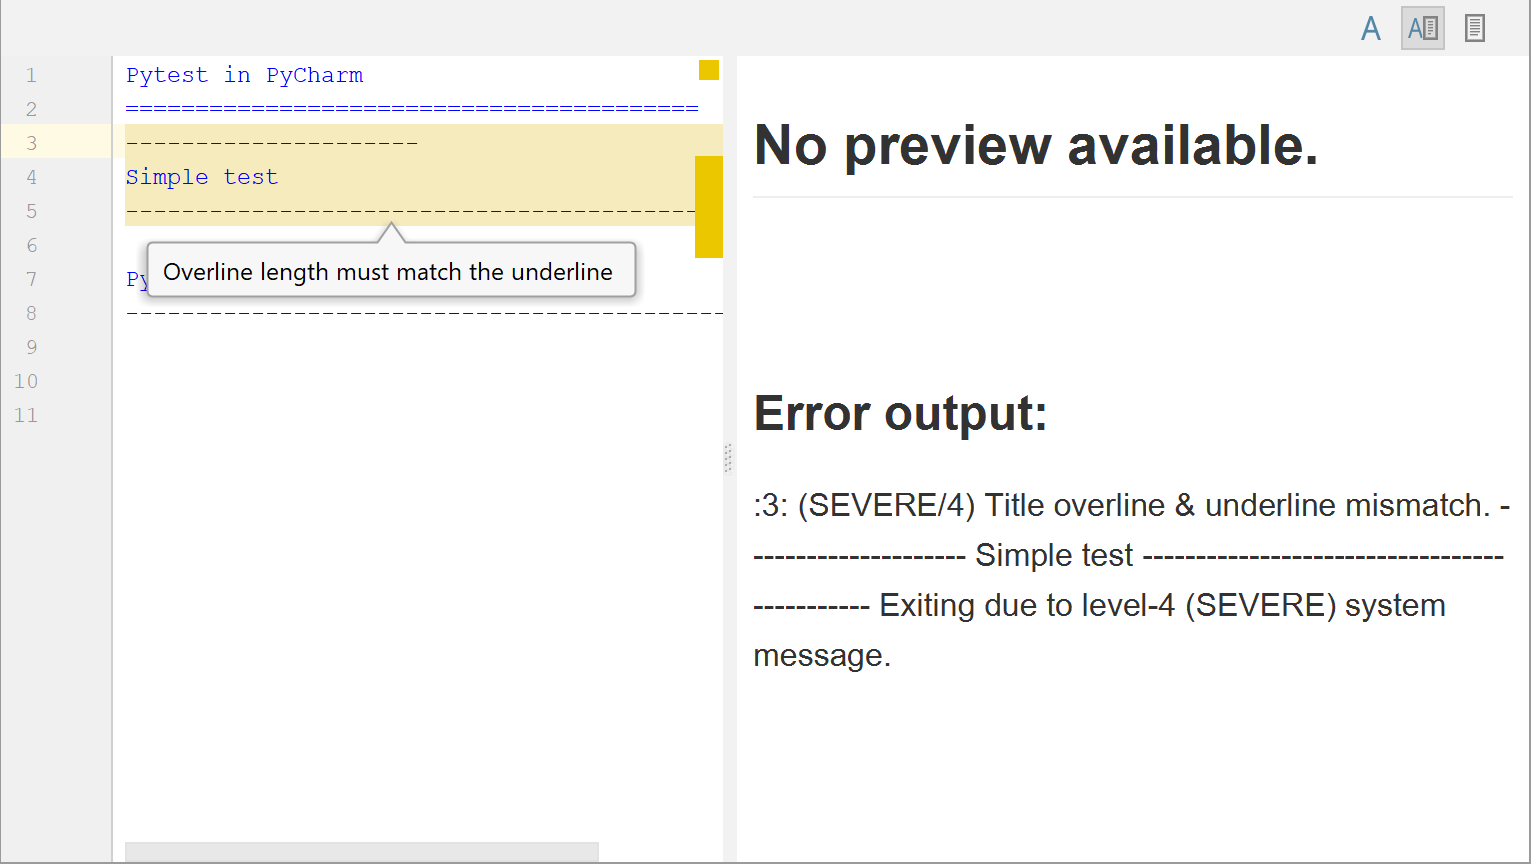 A A
1 Pytest in PyCharm
2 =========================================
3 ---------------------
4 Simple test
5 -----------------------------------------
6
Overline length must match the underline
7 Py
8 -------------------------------------------
9
10
11
No preview available.
Error output:
:3: (SEVERE/4) Title overline & underline mismatch. -
-------------------- Simple test ----------------------------------
----------- Exiting due to level-4 (SEVERE) system
message.